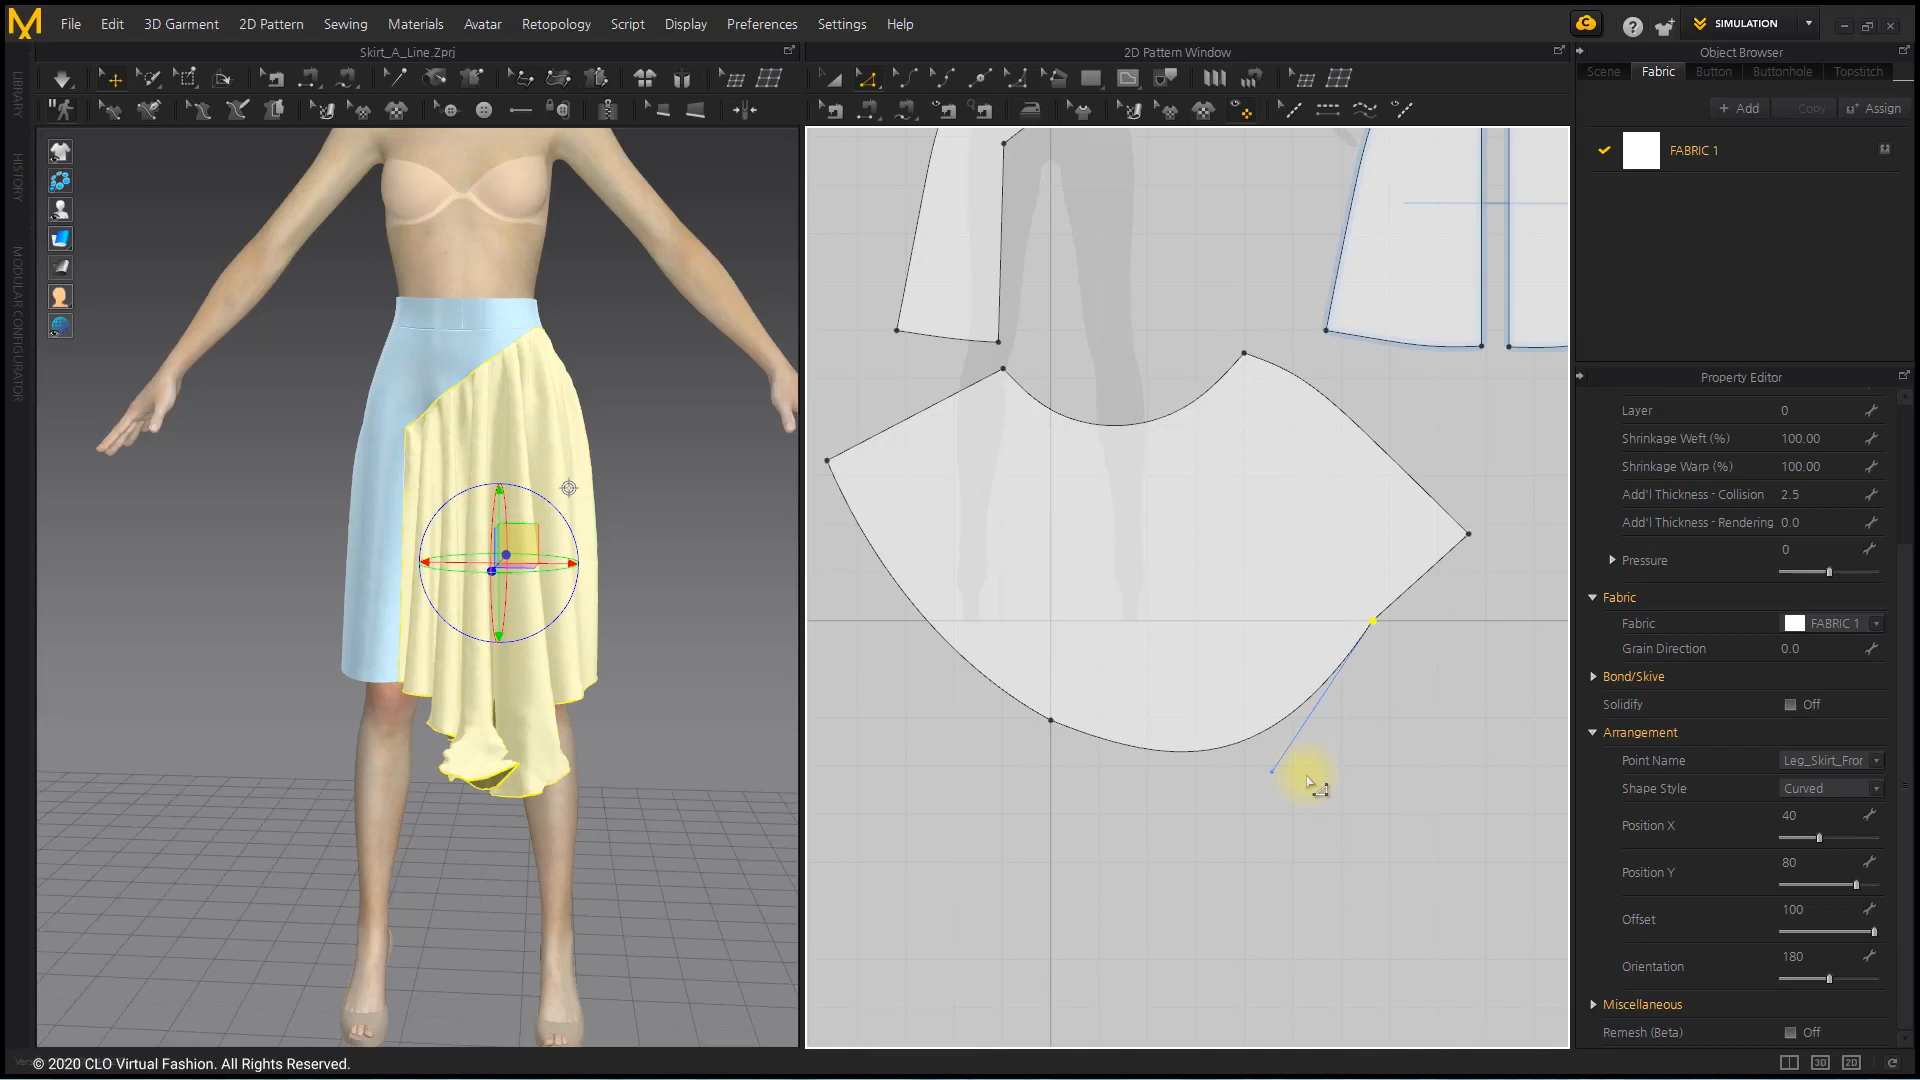 File Edit 3D Garment 2D Pattern Sewing Materials Avatar Retopology Script Display Preferences Settings Help
SIMULATION
Skirt_A_Line.Zprj
2D Pattern Window
Object Browser
Scene Fabric Button Buttonhole Topstitch
+ Add Copy Assign
FABRIC 1
LIBRARY
HISTORY
MODULAR CONFIGURATOR
Property Editor
Layer 0
Shrinkage Weft (%) 100.00
Shrinkage Warp (%) 100.00
Add'l Thickness - Collision 2.5
Add'l Thickness - Rendering 0.0
Pressure 0
Fabric
Fabric FABRIC 1
Grain Direction 0.0
Bond/Skive
Solidify Off
Arrangement
Point Name Leg_Skirt_Fror
Shape Style Curved
Position X 40
Position Y 80
Offset 100
Orientation 180
Miscellaneous
Remesh (Beta) Off
© 2020 CLO Virtual Fashion. All Rights Reserved.
3D 2D